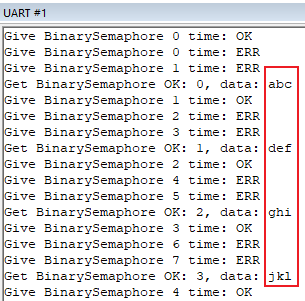 UART #1
Give BinarySemaphore 0 time: OK
Give BinarySemaphore 0 time: ERR
Give BinarySemaphore 1 time: ERR
Get BinarySemaphore OK: 0, data: abc
Give BinarySemaphore 1 time: OK
Give BinarySemaphore 2 time: ERR
Give BinarySemaphore 3 time: ERR
Get BinarySemaphore OK: 1, data: def
Give BinarySemaphore 2 time: OK
Give BinarySemaphore 4 time: ERR
Give BinarySemaphore 5 time: ERR
Get BinarySemaphore OK: 2, data: ghi
Give BinarySemaphore 3 time: OK
Give BinarySemaphore 6 time: ERR
Give BinarySemaphore 7 time: ERR
Get BinarySemaphore OK: 3, data: jkl
Give BinarySemaphore 4 time: OK